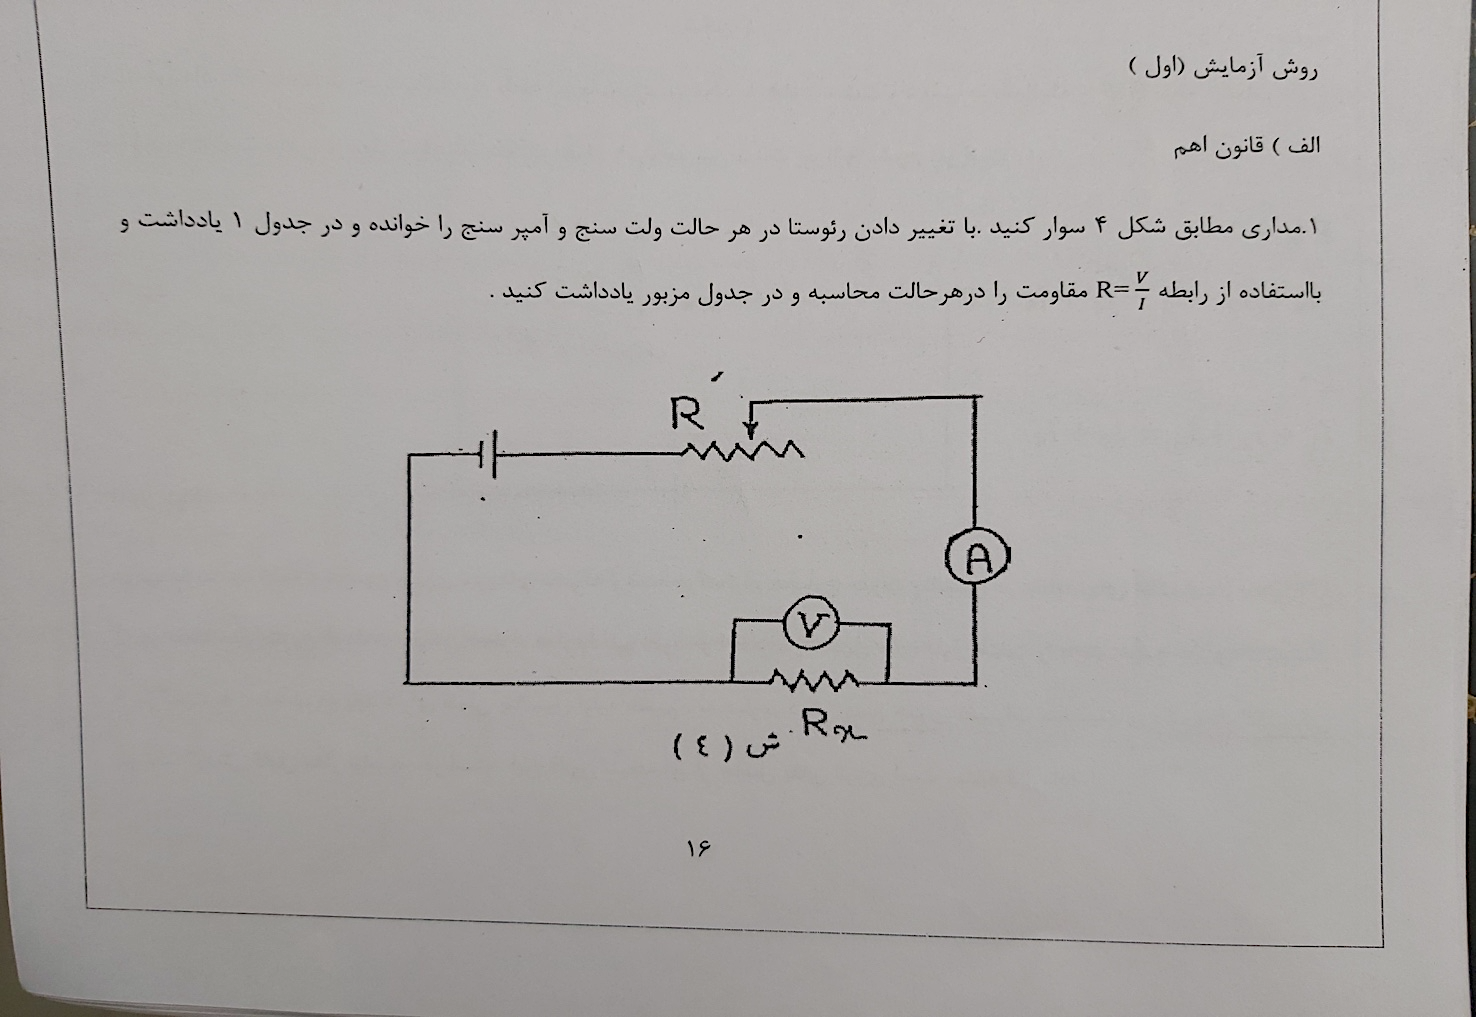 روش آزمایش (اول )
الف ) قانون اهم
۱.مداری مطابق شکل ۴ سوار کنید .با تغییر دادن رئوستا در هر حالت ولت سنج و آمپر سنج را خوانده و در جدول ۱ یادداشت و
بااستفاده از رابطه R=V/I مقاومت را درهرحالت محاسبه و در جدول مزبور یادداشت کنید .
R′
A
V
Rx
ش (٤)
۱۶